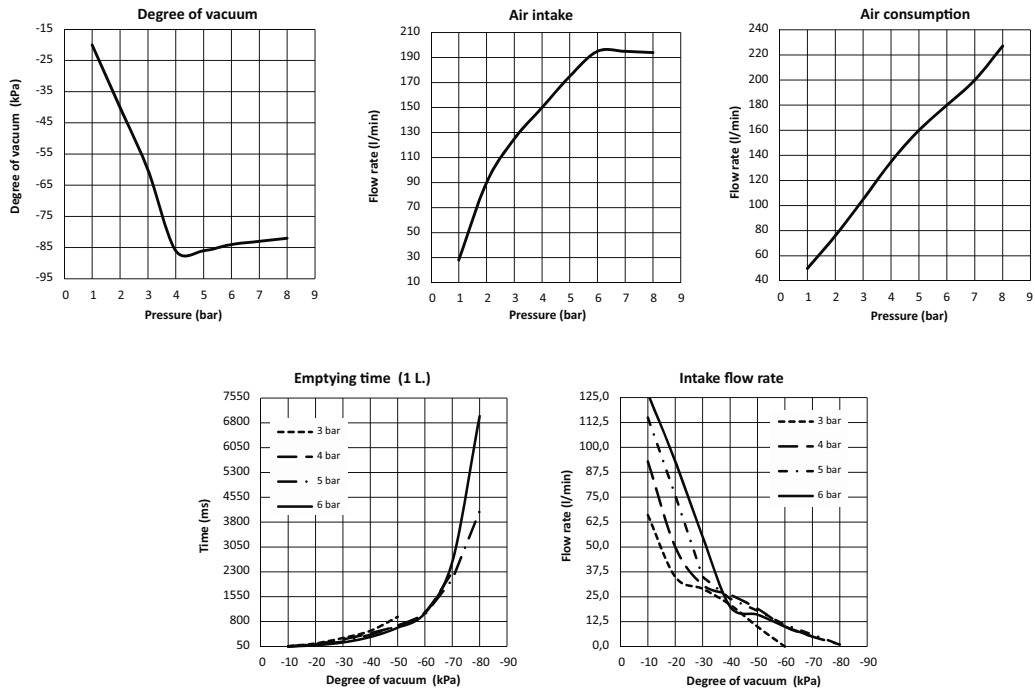 Degree of vacuum
-15
-25
-35
-45
-55
-65
-75
-85
-95
Degree of vacuum (kPa)
0 1 2 3 4 5 6 7 8 9
Pressure (bar)
Air intake
210
190
170
150
130
110
90
70
50
30
10
Flow rate (l/min)
0 1 2 3 4 5 6 7 8 9
Pressure (bar)
Air consumption
240
220
200
180
160
140
120
100
80
60
40
Flow rate (l/min)
0 1 2 3 4 5 6 7 8 9
Pressure (bar)
Emptying time (1 L.)
7550
6800
6050
5300
4550
3800
3050
2300
1550
800
50
Time (ms)
3 bar
4 bar
5 bar
6 bar
0 -10 -20 -30 -40 -50 -60 -70 -80 -90
Degree of vacuum (kPa)
Intake flow rate
125,0
112,5
100,0
87,5
75,0
62,5
50,0
37,5
25,0
12,5
0,0
Flow rate (l/min)
3 bar
4 bar
5 bar
6 bar
0 -10 -20 -30 -40 -50 -60 -70 -80 -90
Degree of vacuum (kPa)